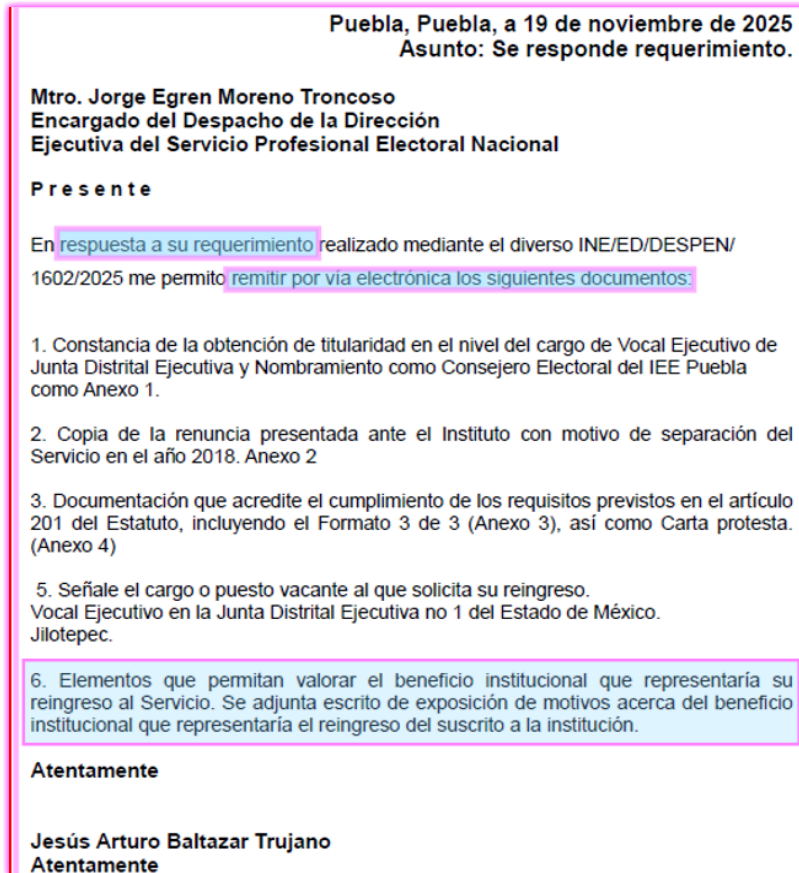 Puebla, Puebla, a 19 de noviembre de 2025
Asunto: Se responde requerimiento.
Mtro. Jorge Egren Moreno Troncoso
Encargado del Despacho de la Dirección
Ejecutiva del Servicio Profesional Electoral Nacional
P r e s e n t e
En respuesta a su requerimiento realizado mediante el diverso INE/ED/DESPEN/
1602/2025 me permito remitir por vía electrónica los siguientes documentos:
1. Constancia de la obtención de titularidad en el nivel del cargo de Vocal Ejecutivo de
Junta Distrital Ejecutiva y Nombramiento como Consejero Electoral del IEE Puebla
como Anexo 1.
2. Copia de la renuncia presentada ante el Instituto con motivo de separación del
Servicio en el año 2018. Anexo 2
3. Documentación que acredite el cumplimiento de los requisitos previstos en el artículo
201 del Estatuto, incluyendo el Formato 3 de 3 (Anexo 3), así como Carta protesta.
(Anexo 4)
5. Señale el cargo o puesto vacante al que solicita su reingreso.
Vocal Ejecutivo en la Junta Distrital Ejecutiva no 1 del Estado de México.
Jilotepec.
6. Elementos que permitan valorar el beneficio institucional que representaría su
reingreso al Servicio. Se adjunta escrito de exposición de motivos acerca del beneficio
institucional que representaría el reingreso del suscrito a la institución.
Atentamente
Jesús Arturo Baltazar Trujano
Atentamente